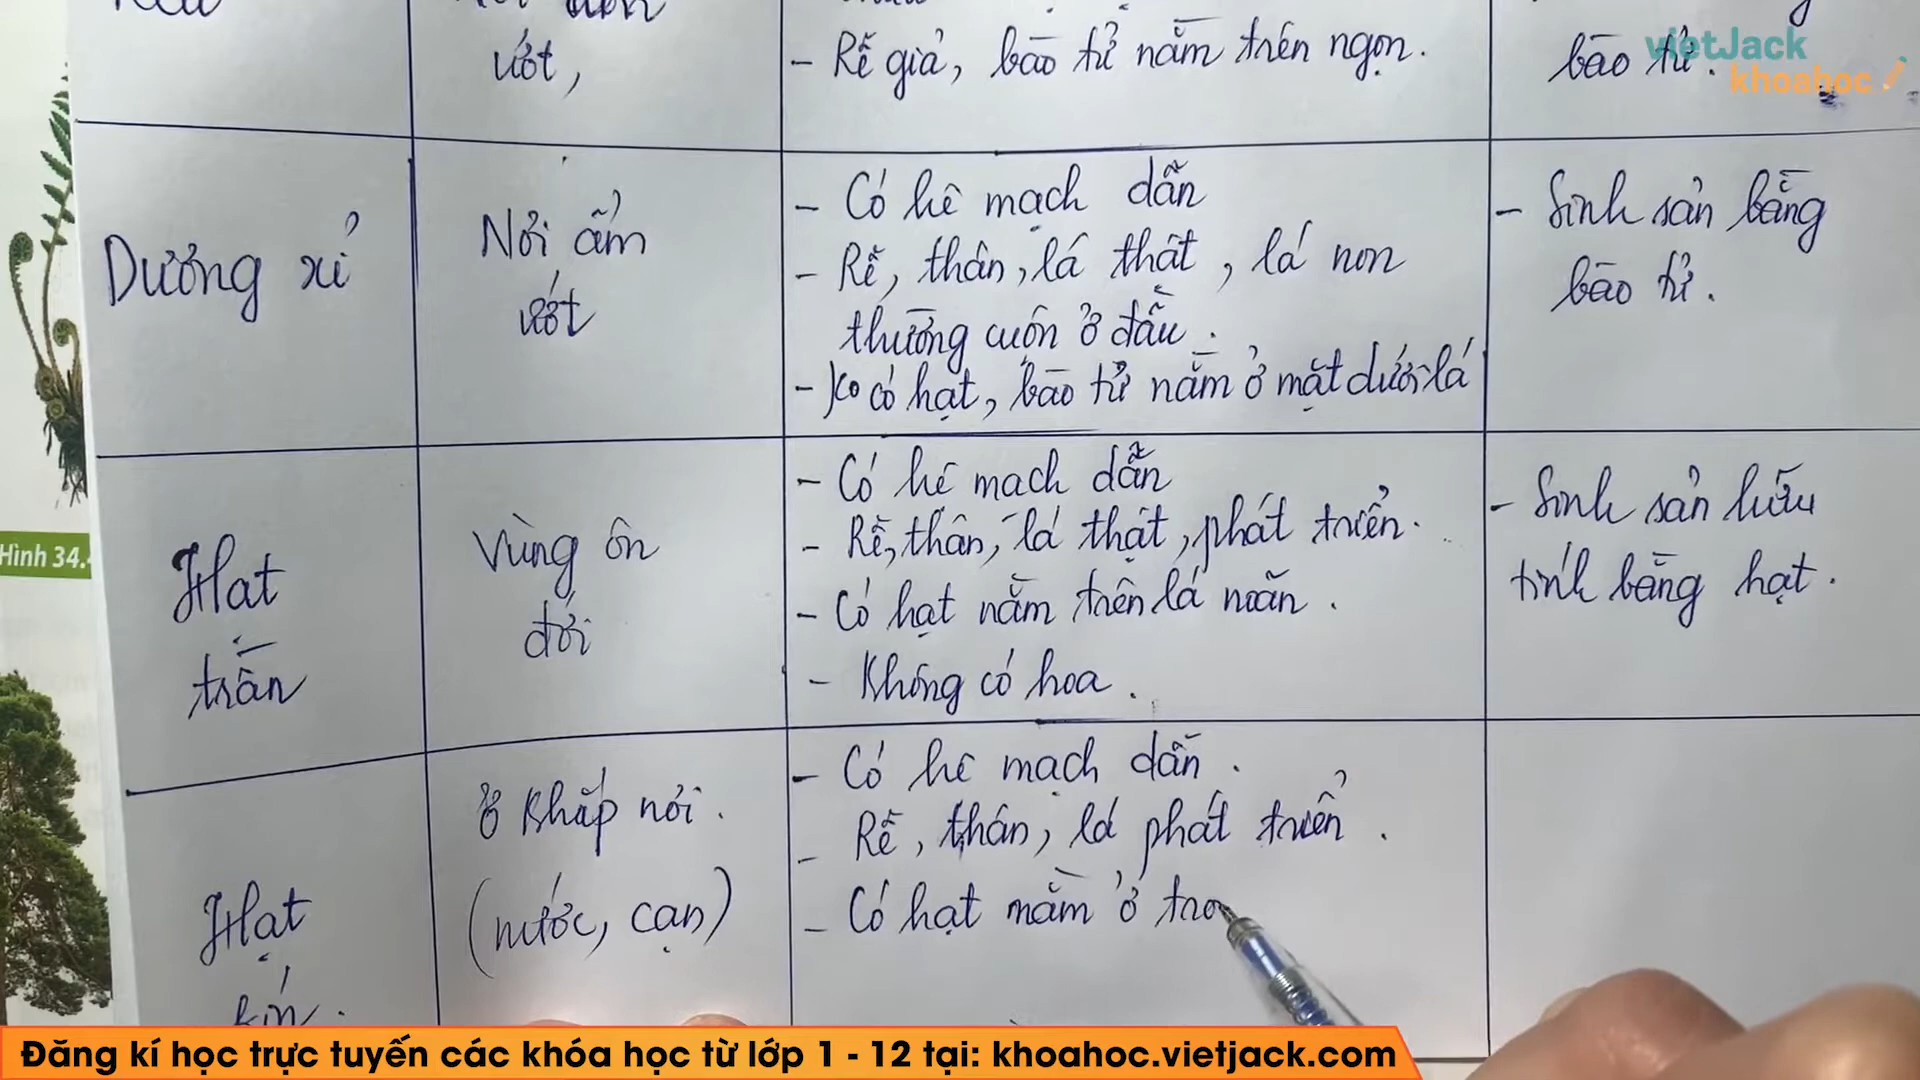 ướt,
- Rễ giả, bào tử nằm trên ngọn.
bào tử.
vietJack
khoahoc
Dương xỉ
Nơi ẩm
ướt
- Có hệ mạch dẫn
- Rễ, thân, lá thật, lá non
thường cuộn ở đầu.
- Ko có hạt, bào tử nằm ở mặt dưới lá
- Sinh sản bằng
bào tử.
Hình 34.
Hạt
trần
Vùng ôn
đới
- Có hệ mạch dẫn
- Rễ, thân, lá thật, phát triển.
- Có hạt nằm trên lá noãn.
- Không có hoa.
- Sinh sản hữu
tính bằng hạt.
Hạt
kín.
Ở khắp nơi.
(nước, cạn)
- Có hệ mạch dẫn.
- Rễ, thân, lá phát triển.
- Có hạt nằm ở tro
Đăng kí học trực tuyến các khóa học từ lớp 1 - 12 tại: khoahoc.vietjack.com